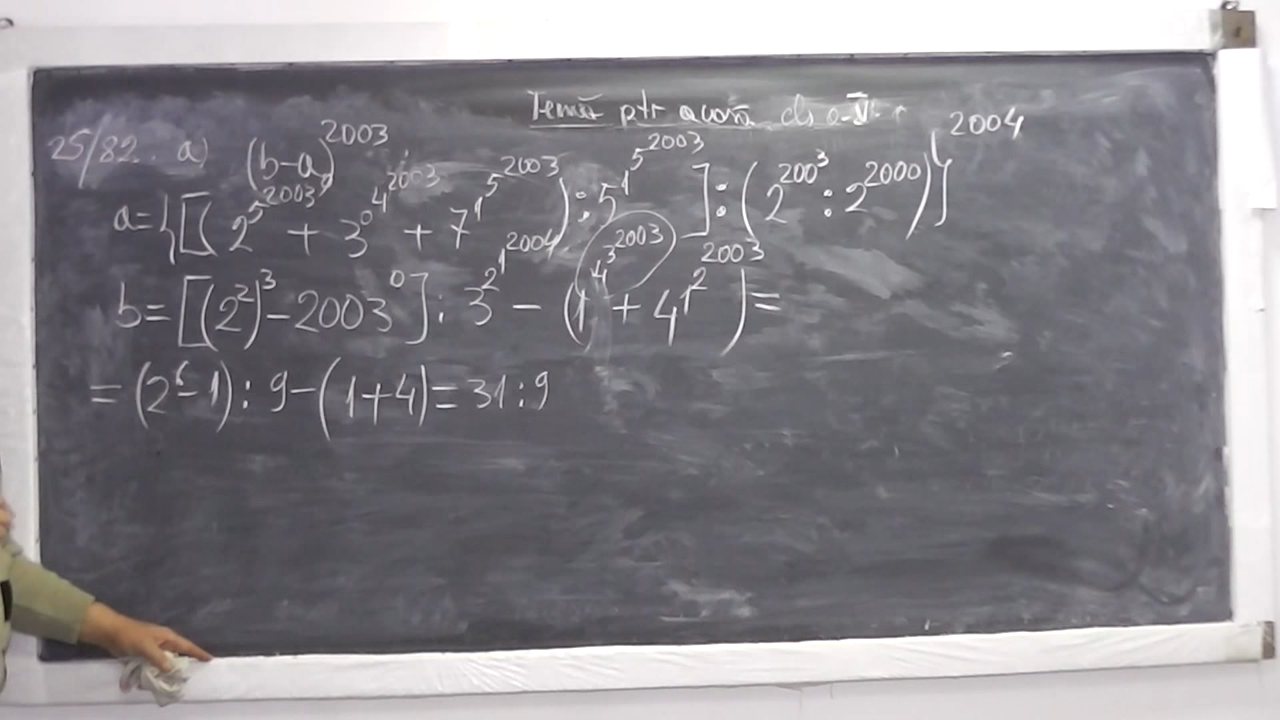 Temă ptr acasă cls a-VI-a
25/82. a) (b-a)^2003
a={[(2^5^2003^0 + 3^0^4^2003 + 7^1^5^2003):5^1^5^2003]:(2^2003:2^2000)}^2004
b=[(2^2)^3-2003^0]:3^2^1^2004-(1^4^3^2003+41^2^2003)=
=(2^6-1):9-(1+4)=31:9